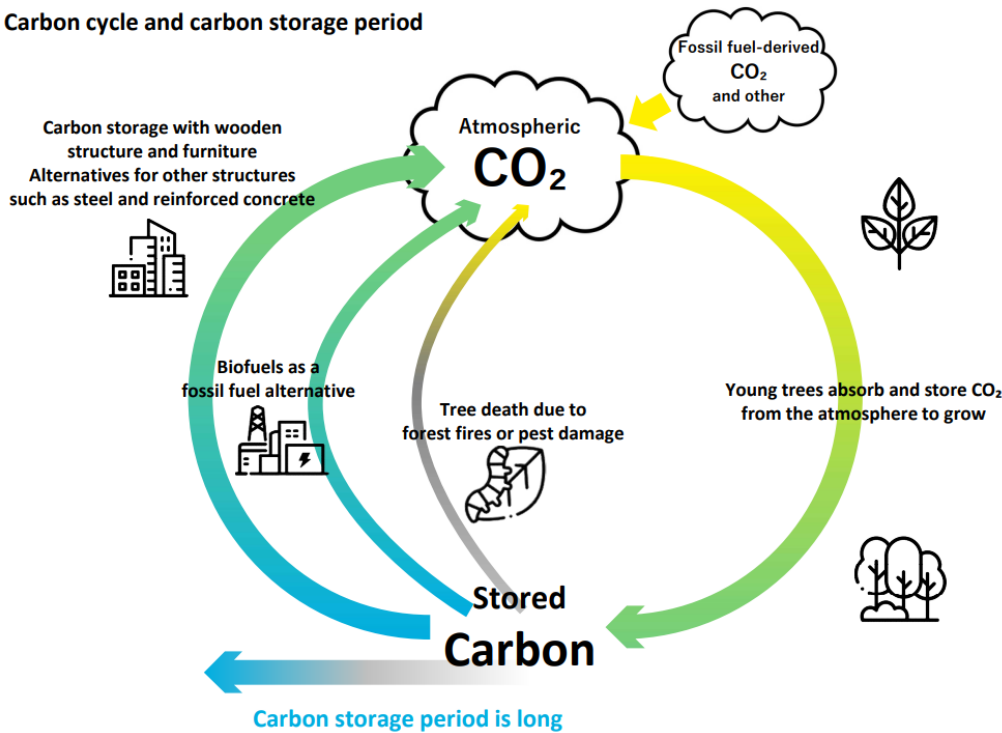 Carbon cycle and carbon storage period
Fossil fuel-derived
CO₂
and other
Atmospheric
CO₂
Carbon storage with wooden
structure and furniture
Alternatives for other structures
such as steel and reinforced concrete
Biofuels as a
fossil fuel alternative
Tree death due to
forest fires or pest damage
Young trees absorb and store CO₂
from the atmosphere to grow
Stored
Carbon
Carbon storage period is long